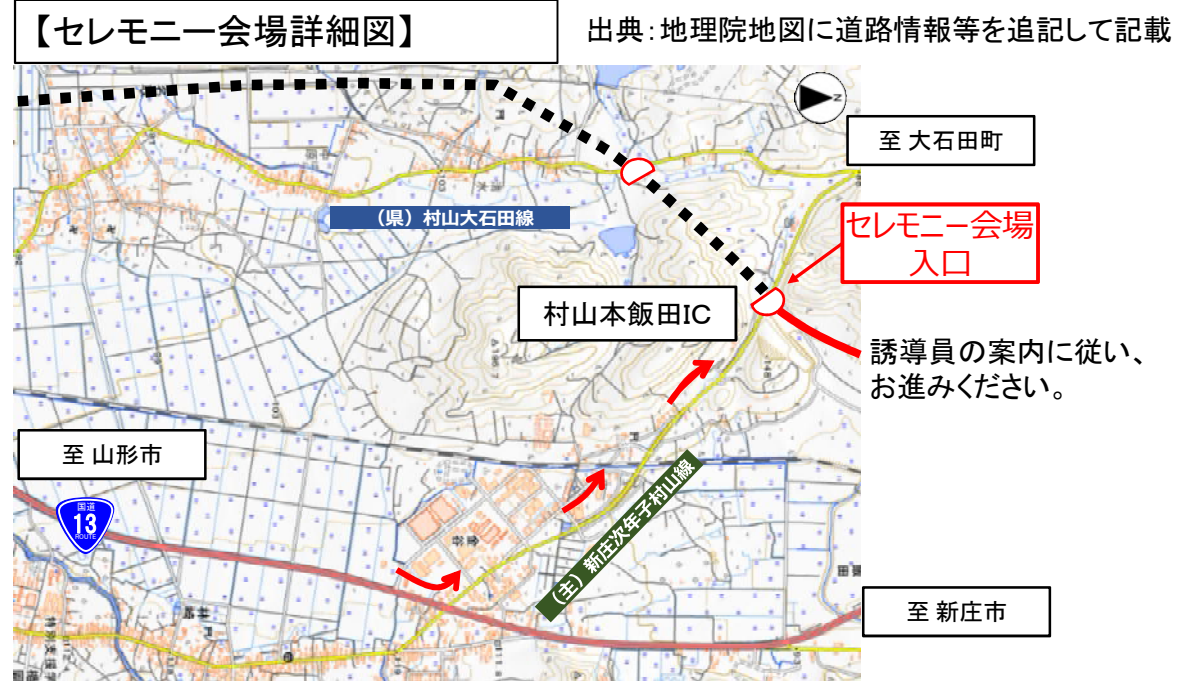 【セレモニー会場詳細図】
出典：地理院地図に道路情報等を追記して記載
N
至 大石田町
（県）村山大石田線
セレモニー会場
入口
村山本飯田IC
誘導員の案内に従い、
お進みください。
至 山形市
国道
13
ROUTE
（主）新庄次年子村山線
金谷
103
至 新庄市